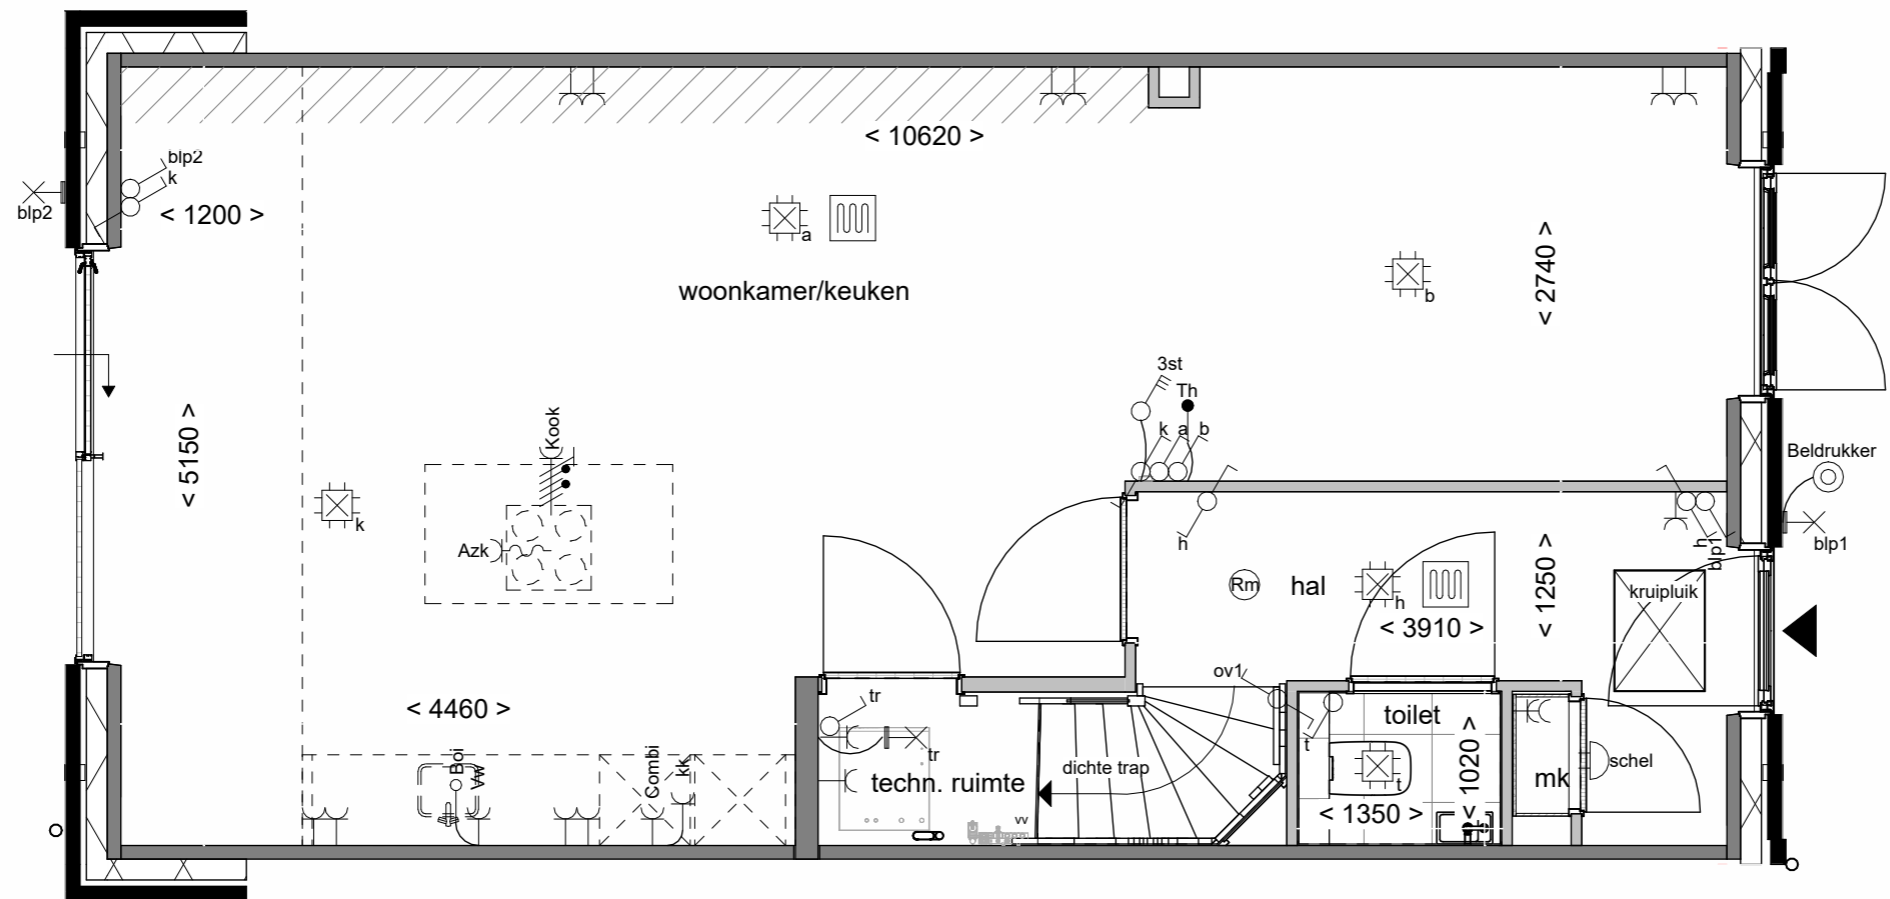 < 10620 >
blp2
k
blp2
< 1200 >
a
woonkamer/keuken
b
< 2740 >
3st
Th
k a b
< 5150 >
Kook
k
Azk
Beldrukker
h
h
blp1
blp1
Rm
hal
h
< 3910 >
< 1250 >
kruipluik
< 4460 >
ov1
tr
tr
toilet
t
t
< 1350 >
< 1020 >
mk
schel
Boi
Vw
Combi
kk
techn. ruimte
dichte trap
vv